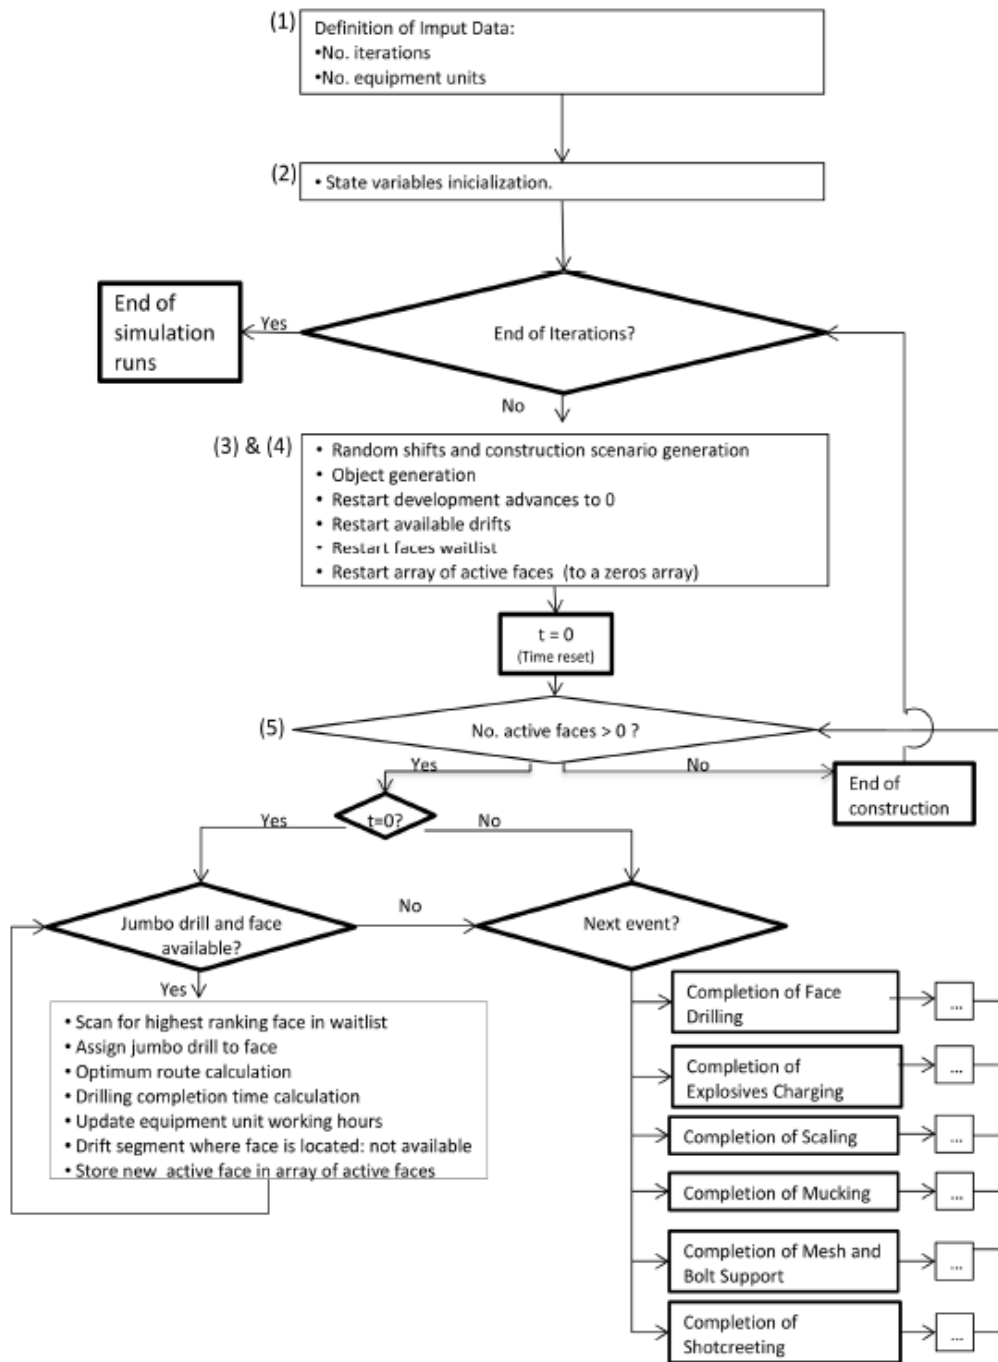 (1)
Definition of Imput Data:
•No. iterations
•No. equipment units
(2)
• State variables inicialization.
End of
simulation
runs
Yes
End of Iterations?
No
(3) & (4)
• Random shifts and construction scenario generation
• Object generation
• Restart development advances to 0
• Restart available drifts
• Restart faces waitlist
• Restart array of active faces (to a zeros array)
t = 0
(Time reset)
(5)
No. active faces > 0 ?
Yes
No
End of
construction
t=0?
Yes
No
Jumbo drill and face
available?
No
Next event?
Yes
• Scan for highest ranking face in waitlist
• Assign jumbo drill to face
• Optimum route calculation
• Drilling completion time calculation
• Update equipment unit working hours
• Drift segment where face is located: not available
• Store new active face in array of active faces
Completion of Face
Drilling
...
Completion of
Explosives Charging
...
Completion of Scaling
...
Completion of Mucking
...
Completion of Mesh and
Bolt Support
...
Completion of
Shotcreeting
...